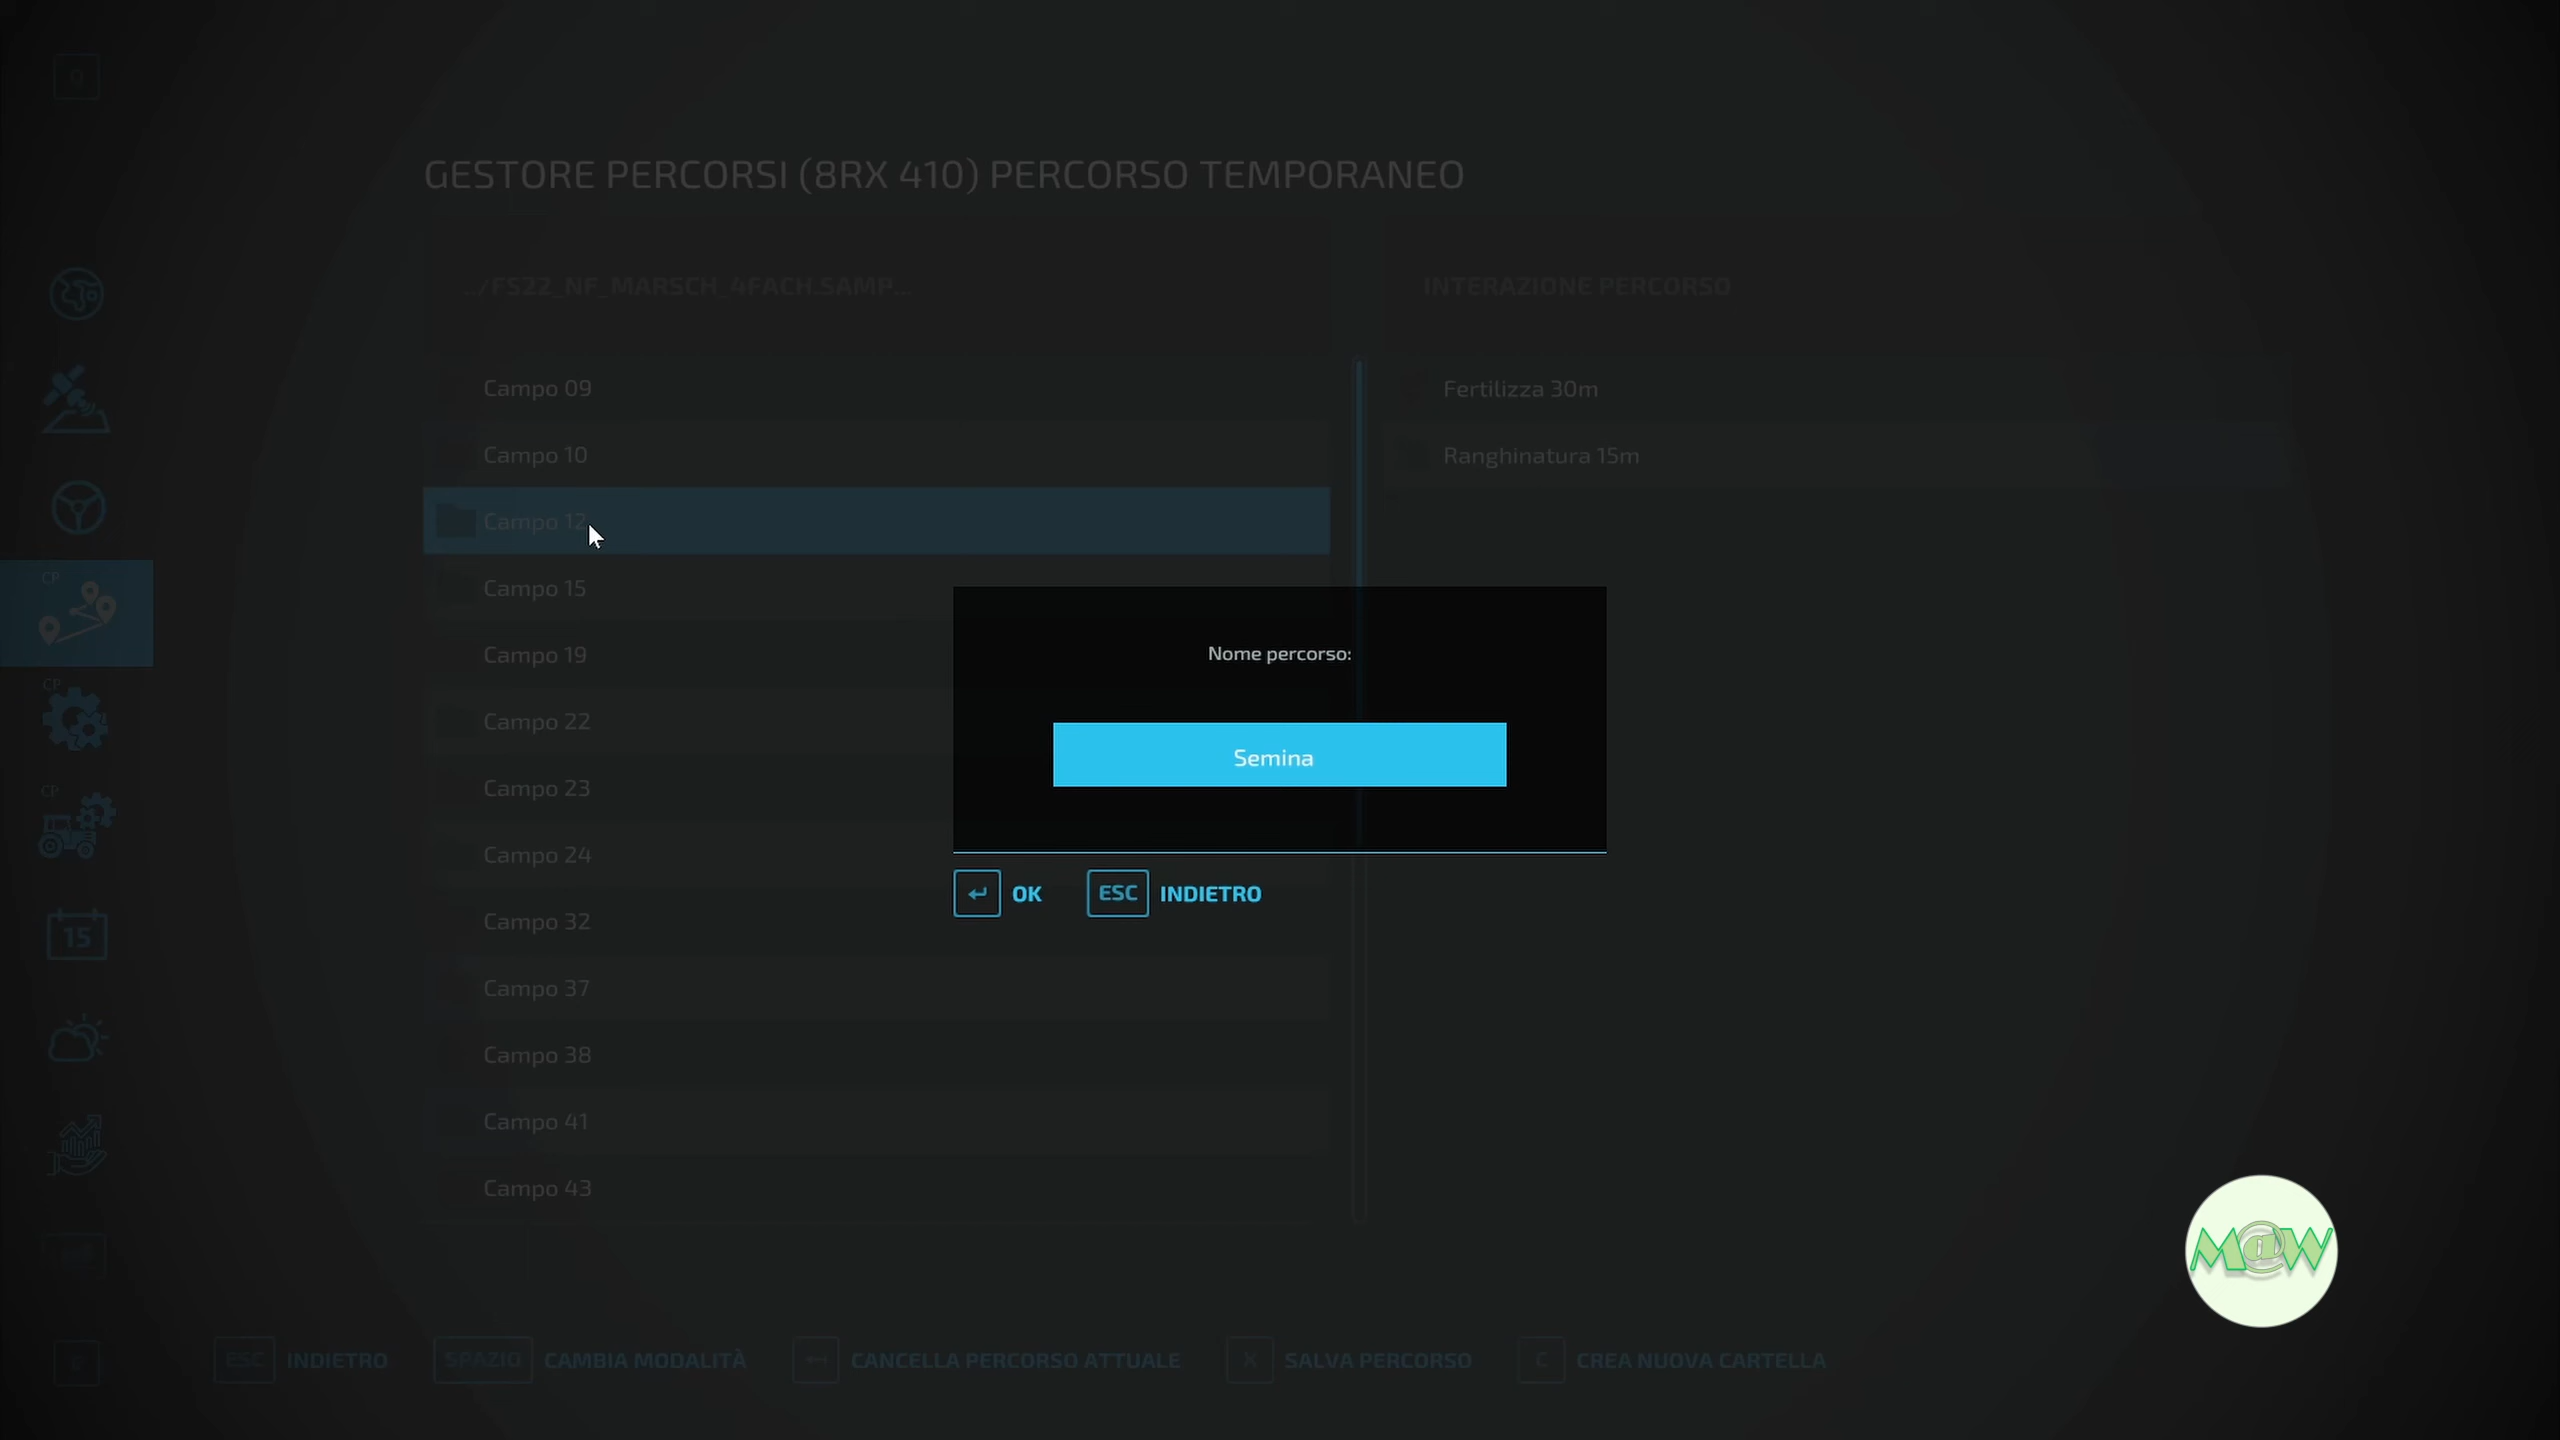 Q
GESTORE PERCORSI (8RX 410) PERCORSO TEMPORANEO
.../FS22_NF_MARSCH_4FACH.SAMP...
INTERAZIONE PERCORSO
Campo 09
Campo 10
Campo 12
Campo 15
Campo 19
Campo 22
Campo 23
Campo 24
Campo 32
Campo 37
Campo 38
Campo 41
Campo 43
Fertilizza 30m
Ranghinatura 15m
CP
CP
CP
15
Nome percorso:
Semina
OK
ESC INDIETRO
M@W
ESC INDIETRO
SPAZIO CAMBIA MODALITÀ
CANCELLA PERCORSO ATTUALE
X SALVA PERCORSO
C CREA NUOVA CARTELLA